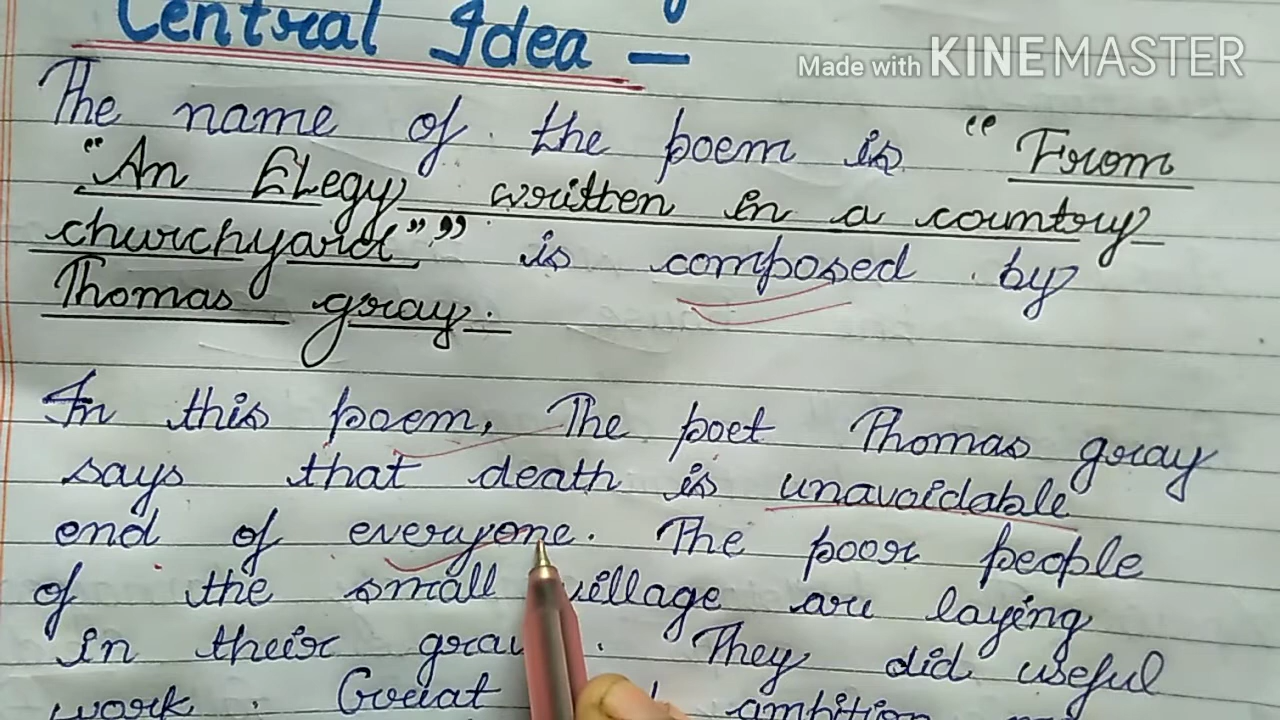 Central Idea —
Made with KINEMASTER
The name of the poem is "From
"An Elegy written in a country
churchyard"" is composed by
Thomas gray.
In this poem, The poet Thomas gray
says that death is unavoidable
end of everyone. The poor people
of the small village are laying
in their . They did useful
work. Great ambition